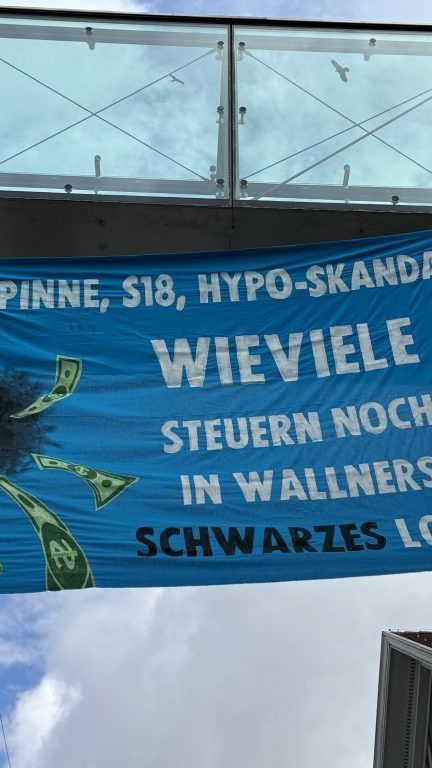 PINNE, S18, HYPO-SKANDA
WIEVIELE
STEUERN NOCH
IN WALLNERS
SCHWARZES LO